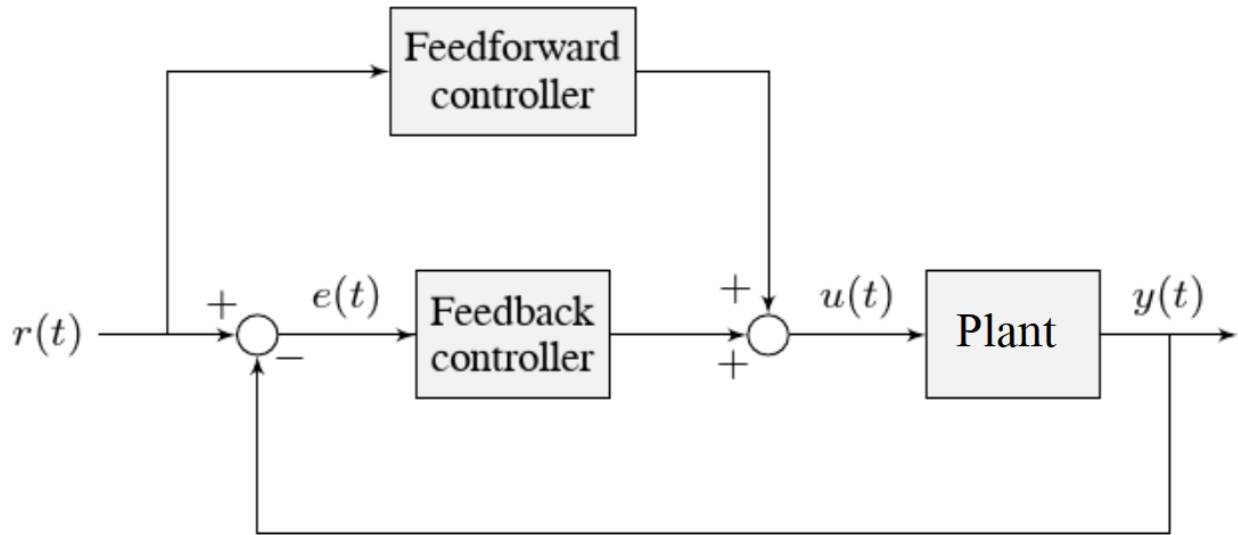 Feedforward
controller
+
e(t)
+
u(t)
y(t)
r(t)
Feedback
controller
Plant
−
+